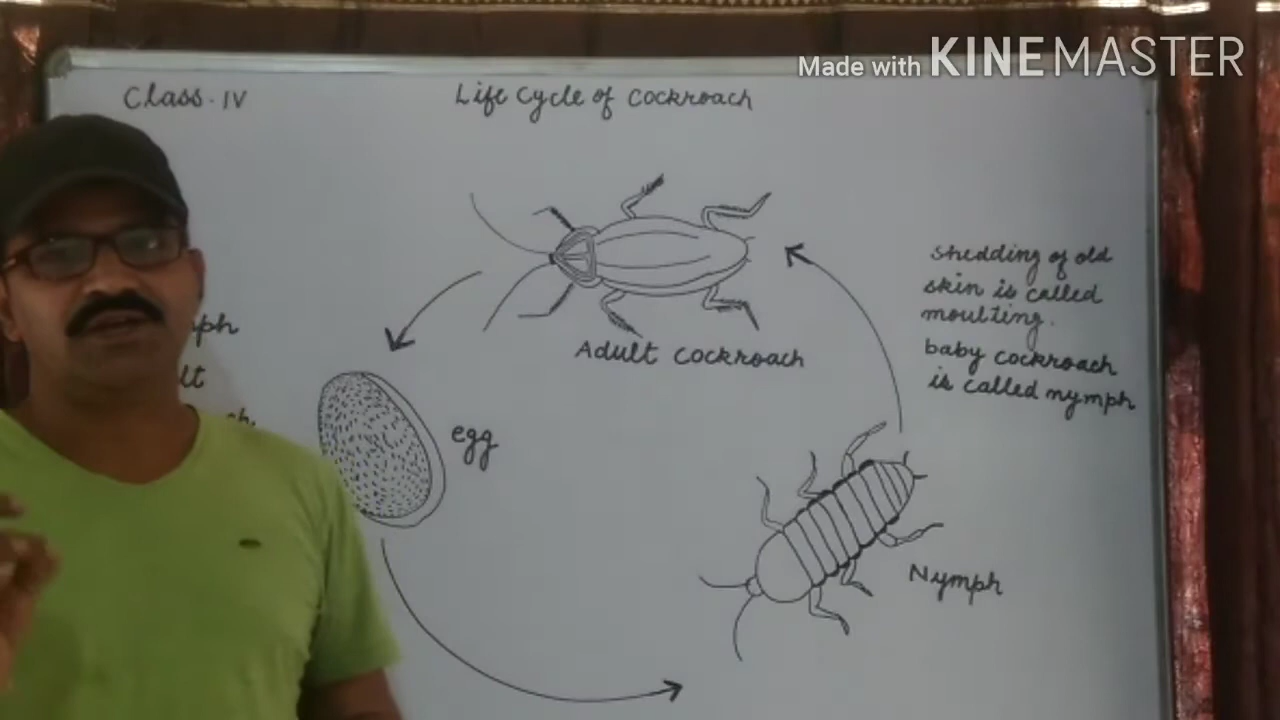 Made with KINEMASTER
Class. IV
Life Cycle of Cockroach
shedding of old
skin is called
moulting.
baby cockroach
is called nymph
Adult Cockroach
egg
Nymph